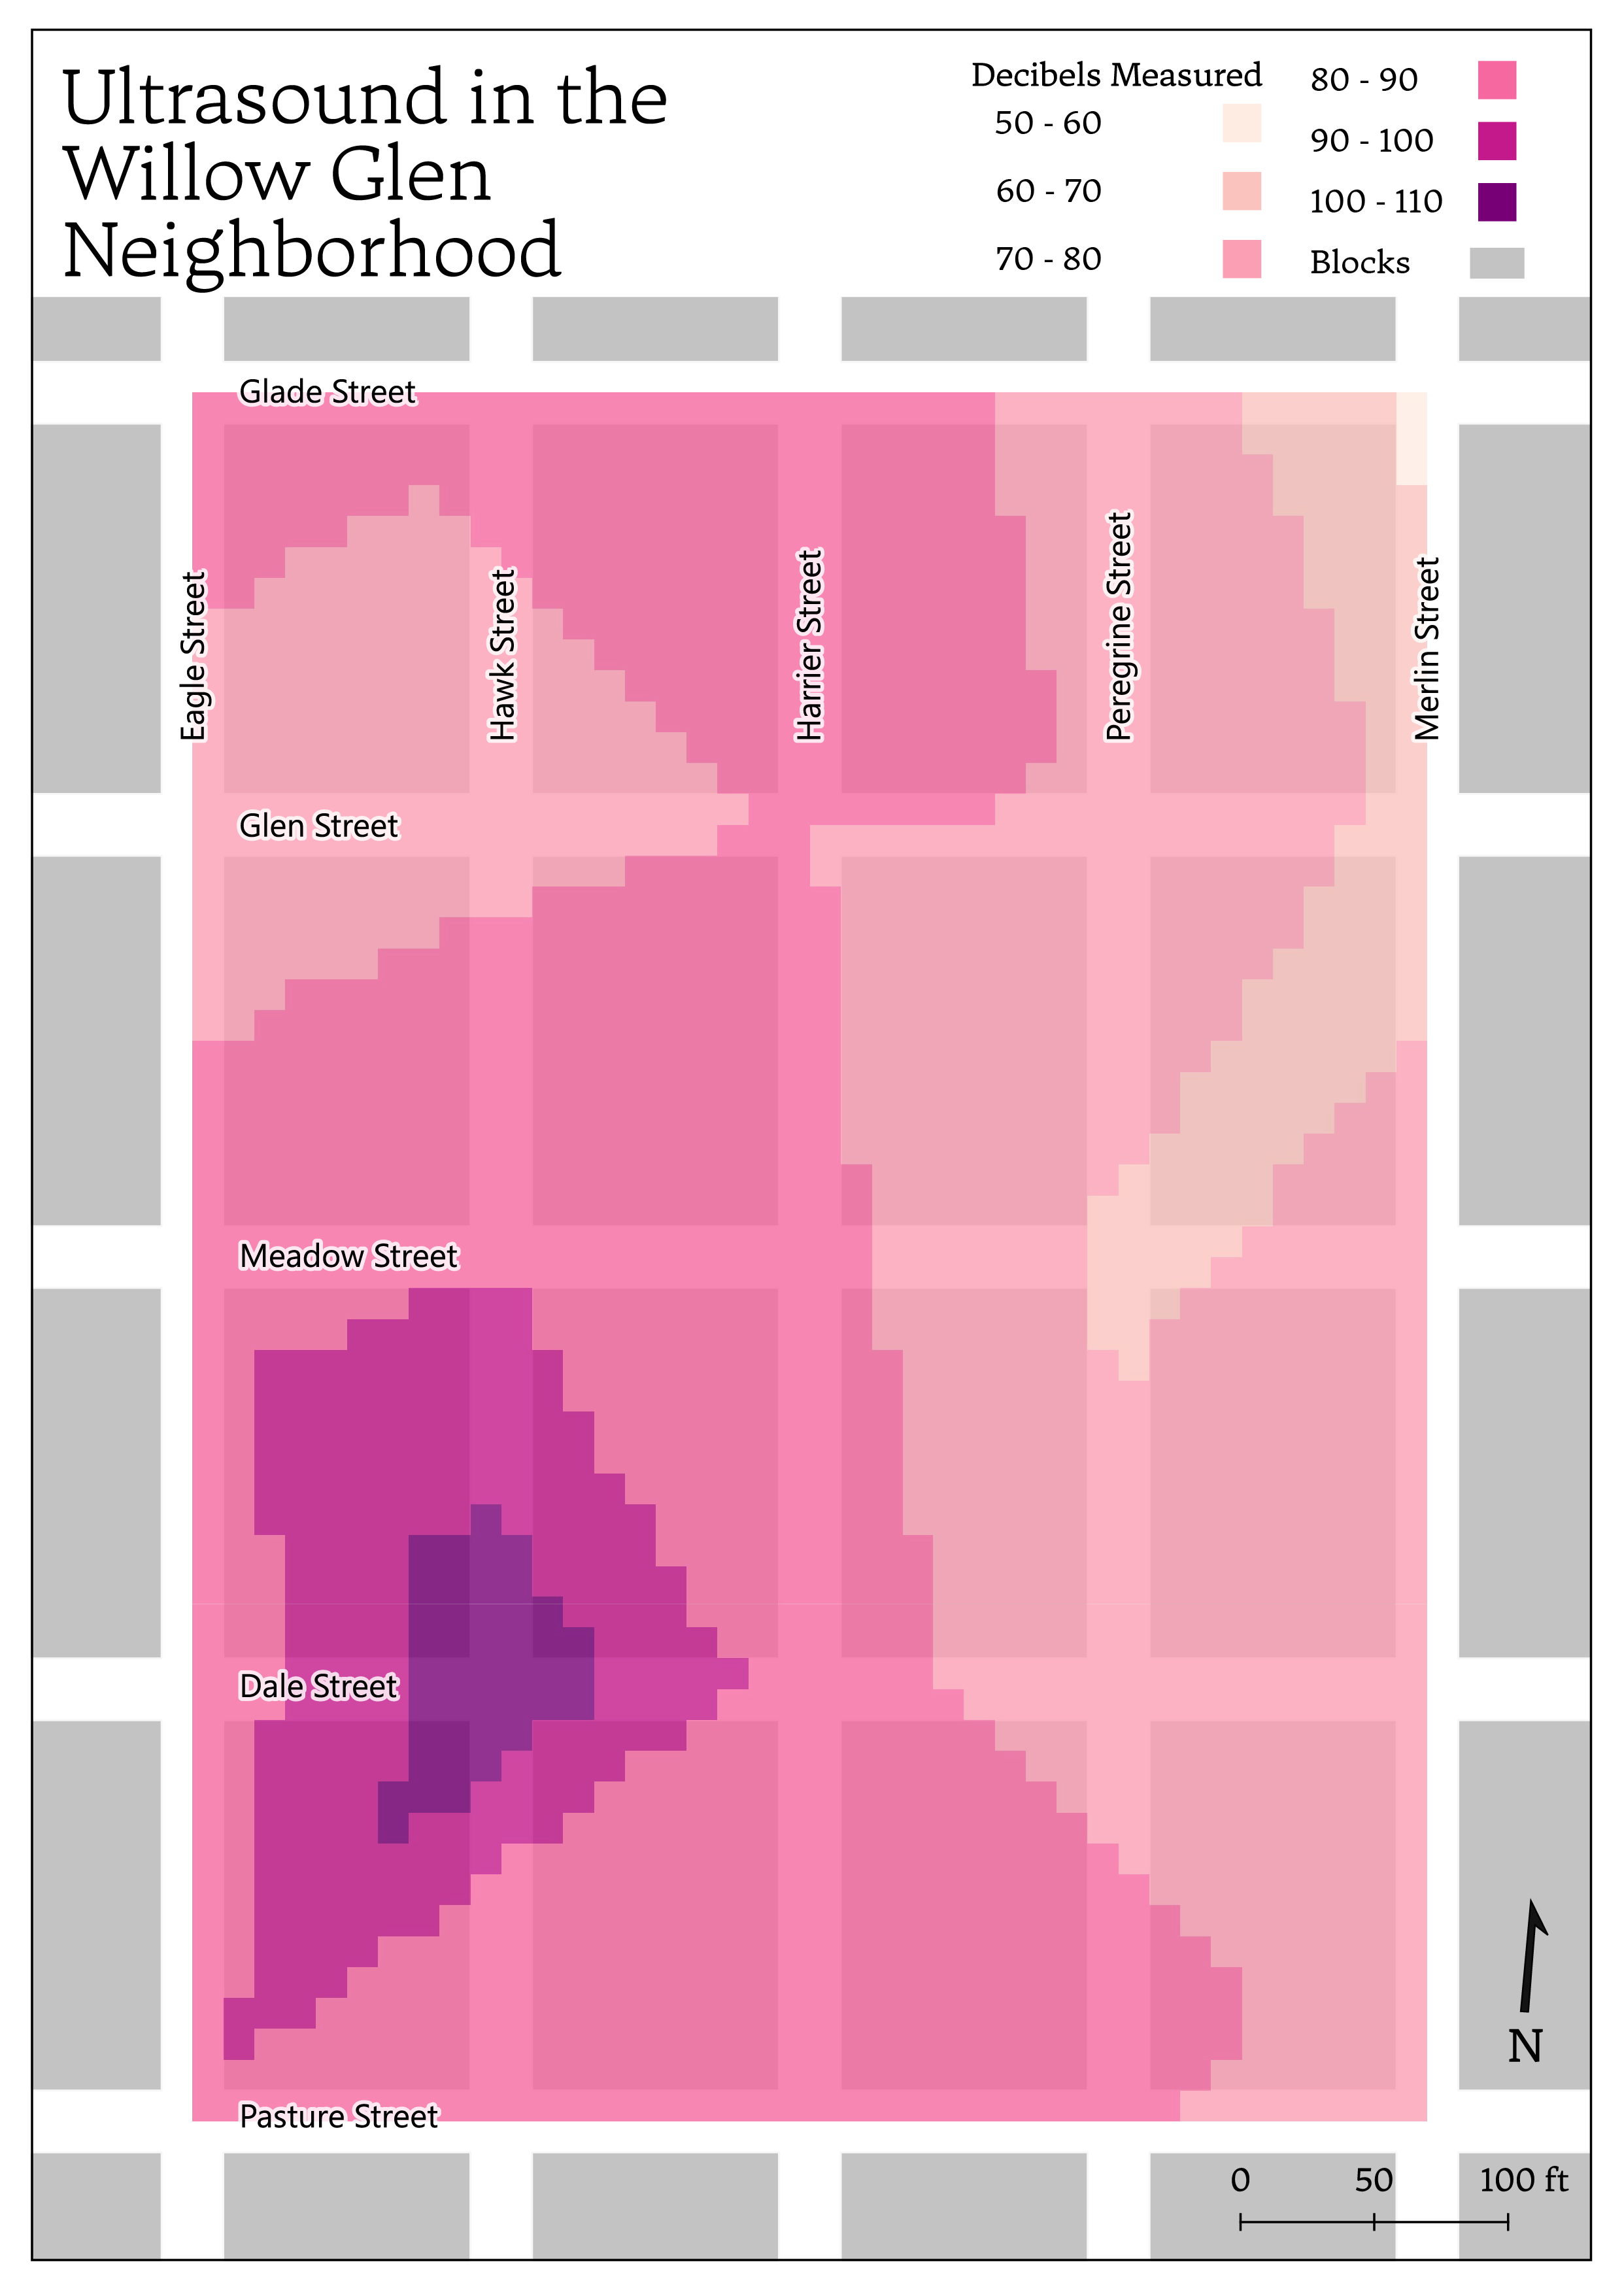 Ultrasound in the
Willow Glen
Neighborhood
Decibels Measured
50 - 60
60 - 70
70 - 80
80 - 90
90 - 100
100 - 110
Blocks
Glade Street
Eagle Street
Hawk Street
Harrier Street
Peregrine Street
Merlin Street
Glen Street
Meadow Street
Dale Street
Pasture Street
N
0 50 100 ft